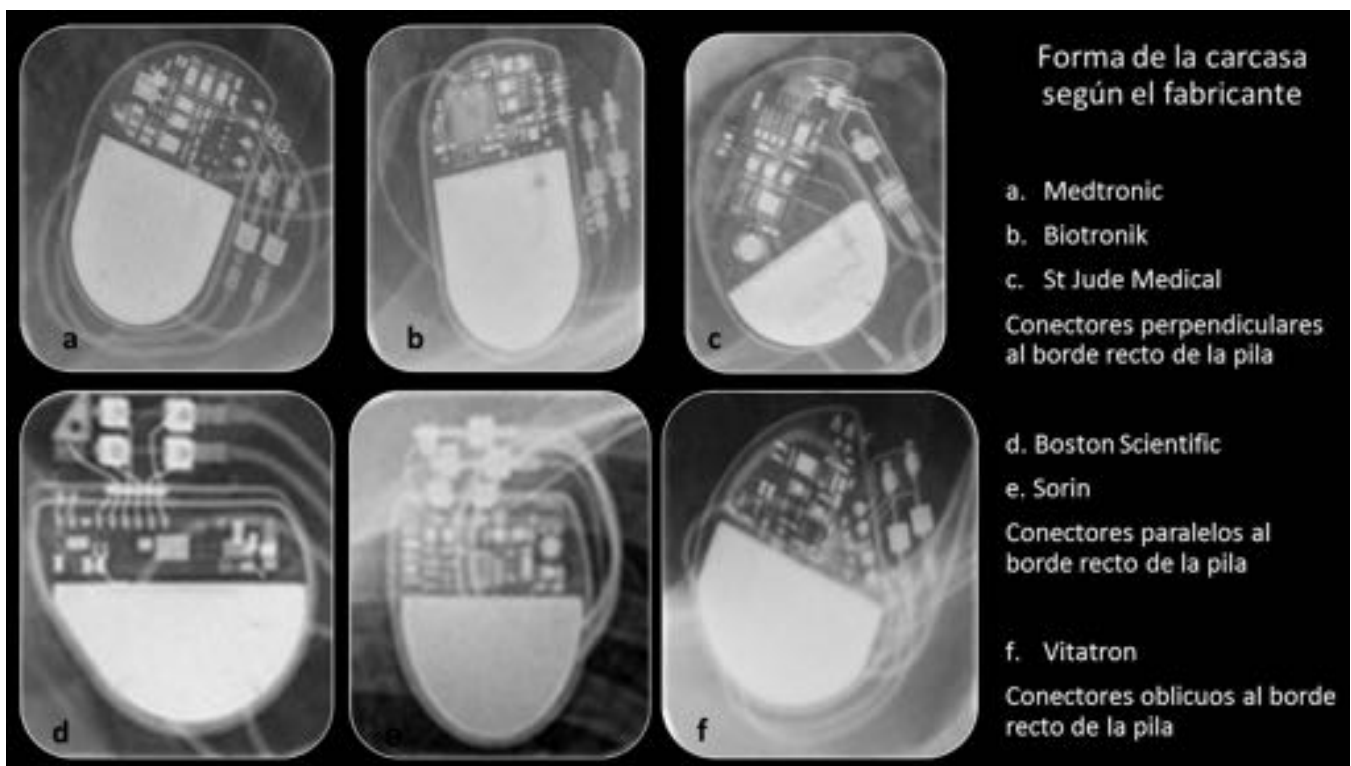 Forma de la carcasa
según el fabricante
a. Medtronic
b. Biotronik
c. St Jude Medical
Conectores perpendiculares
al borde recto de la pila
d. Boston Scientific
e. Sorin
Conectores paralelos al
borde recto de la pila
f. Vitatron
Conectores oblicuos al borde
recto de la pila
a
b
c
d
e
f